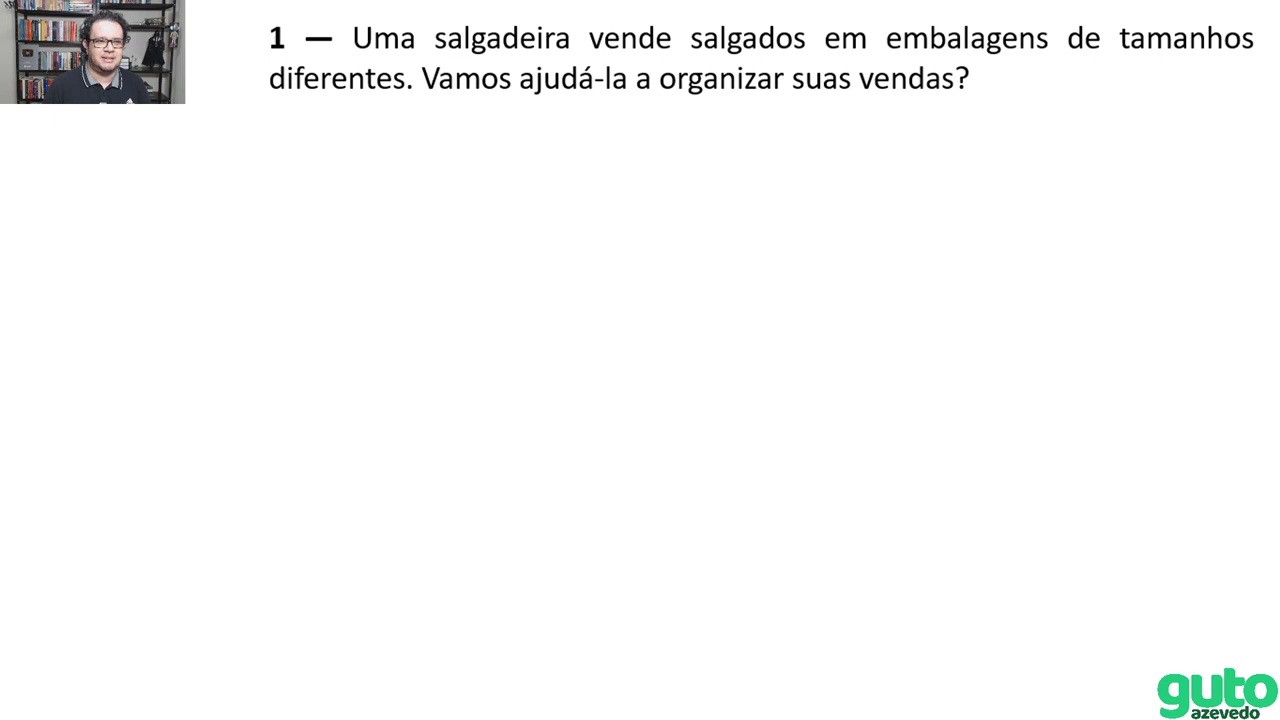 1 — Uma salgadeira vende salgados em embalagens de tamanhos
diferentes. Vamos ajudá-la a organizar suas vendas?
guto
azevedo